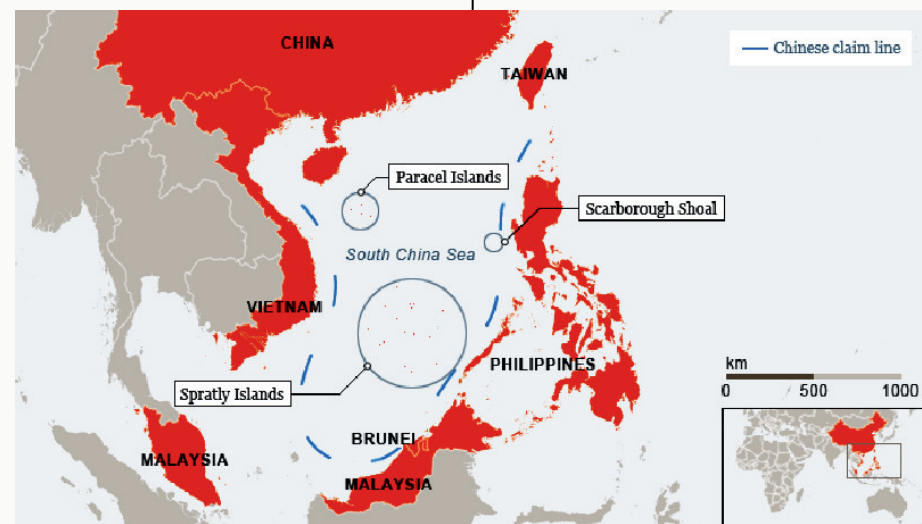 CHINA
Chinese claim line
TAIWAN
Paracel Islands
Scarborough Shoal
South China Sea
VIETNAM
PHILIPPINES
km
0 500 1000
Spratly Islands
BRUNEI
MALAYSIA
MALAYSIA